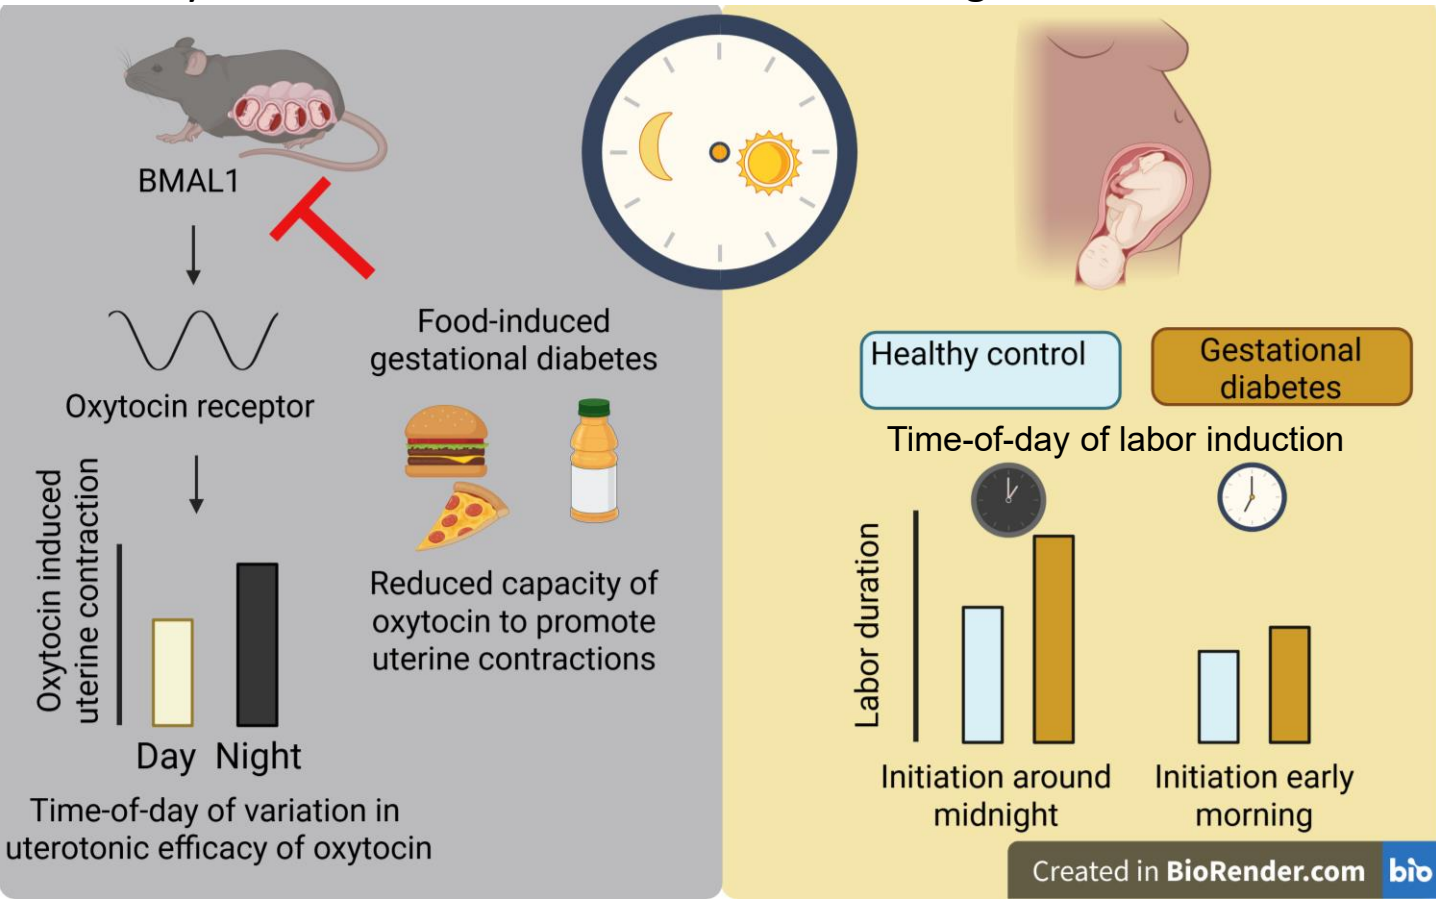 BMAL1
Oxytocin receptor
Oxytocin induced
uterine contraction
Day Night
Time-of-day of variation in
uterotonic efficacy of oxytocin
Food-induced
gestational diabetes
Reduced capacity of
oxytocin to promote
uterine contractions
Healthy control
Gestational
diabetes
Time-of-day of labor induction
Labor duration
Initiation around
midnight
Initiation early
morning
Created in BioRender.com bio